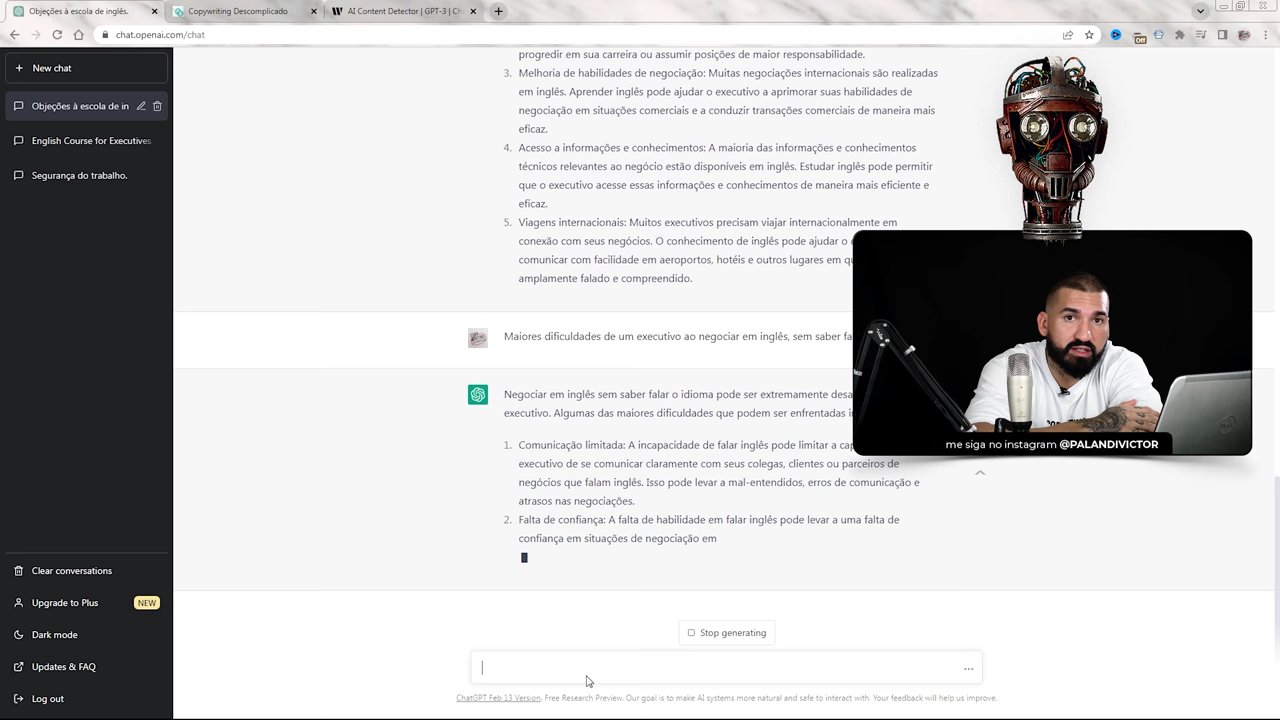 Objeções à escola de inglês.
Copywriting Descomplicado
AI Content Detector | GPT-3 | Ch
chat.openai.com/chat
Off
New chat
Objeções à escola de in
English Course for Executives
Segurança do trabalho.
progredir em sua carreira ou assumir posições de maior responsabilidade.
3. Melhoria de habilidades de negociação: Muitas negociações internacionais são realizadas
em inglês. Aprender inglês pode ajudar o executivo a aprimorar suas habilidades de
negociação em situações comerciais e a conduzir transações comerciais de maneira mais
eficaz.
4. Acesso a informações e conhecimentos: A maioria das informações e conhecimentos
técnicos relevantes ao negócio estão disponíveis em inglês. Estudar inglês pode permitir
que o executivo acesse essas informações e conhecimentos de maneira mais eficiente e
eficaz.
5. Viagens internacionais: Muitos executivos precisam viajar internacionalmente em
conexão com seus negócios. O conhecimento de inglês pode ajudar o e
comunicar com facilidade em aeroportos, hotéis e outros lugares em qu
amplamente falado e compreendido.
Maiores dificuldades de um executivo ao negociar em inglês, sem saber fa
Negociar em inglês sem saber falar o idioma pode ser extremamente desa
executivo. Algumas das maiores dificuldades que podem ser enfrentadas i
1. Comunicação limitada: A incapacidade de falar inglês pode limitar a cap
executivo de se comunicar claramente com seus colegas, clientes ou parceiros de
negócios que falam inglês. Isso pode levar a mal-entendidos, erros de comunicação e
atrasos nas negociações.
2. Falta de confiança: A falta de habilidade em falar inglês pode levar a uma falta de
confiança em situações de negociação em
me siga no instagram @PALANDIVICTOR
Clear conversations
Upgrade to Plus NEW
Dark mode
Updates & FAQ
Log out
Stop generating
ChatGPT Feb 13 Version. Free Research Preview. Our goal is to make AI systems more natural and safe to interact with. Your feedback will help us improve.